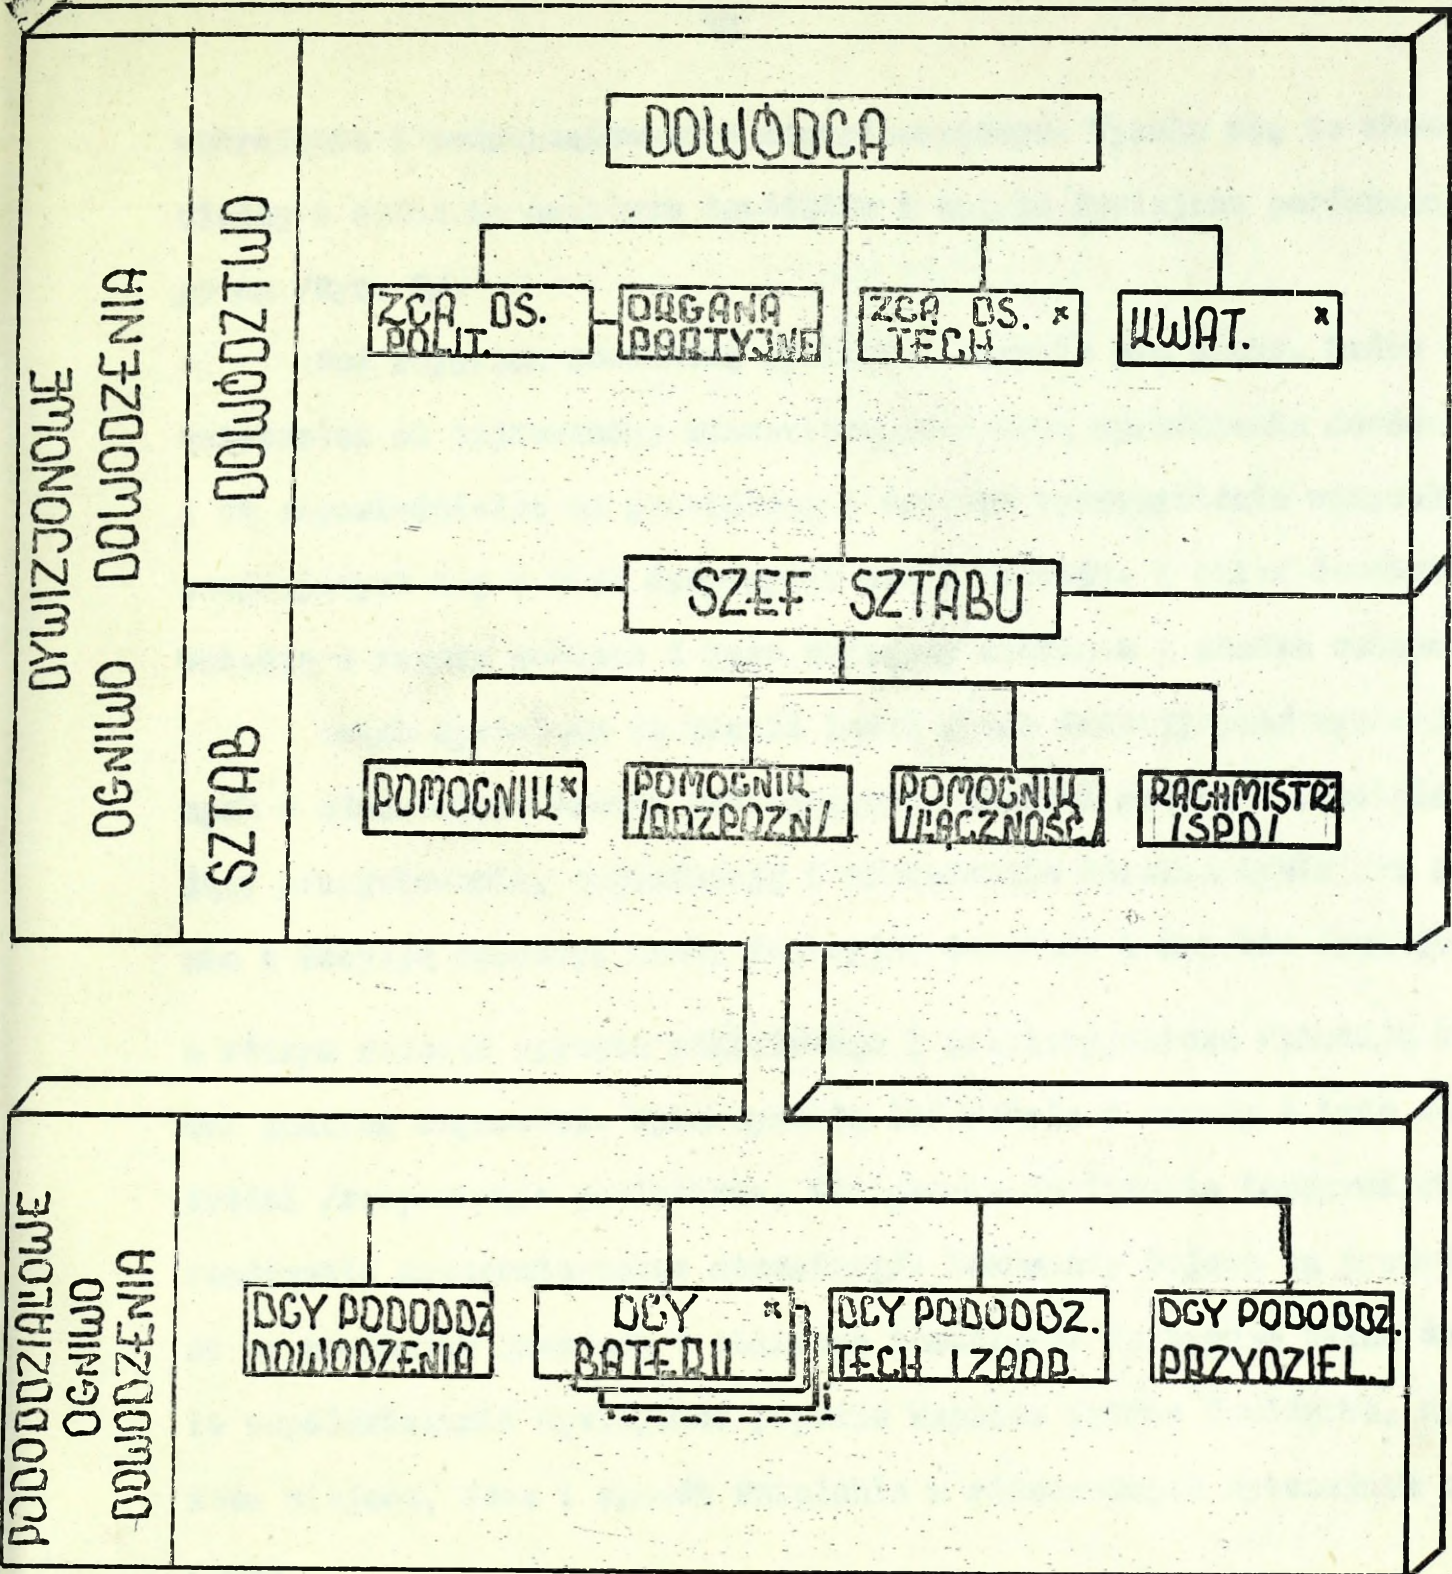 DYWIZJONOWE
OGNIWO DOWODZENIA
DOWÓDZTWO
DOWÓDCA
ZCA DS.
POLIT.
ORGANA
PARTYJNE
ZCA DS. x
TECH
KWAT. x
SZTAB
SZEF SZTABU
POMOCNIK x
POMOCNIK
POMOCNIK
/ŁĄCZNOŚĆ/
RACHMISTRZ
/SPD/
PODODDZIAŁOWE
OGNIWO
DOWODZENIA
DCY PODODDZ
DOWODZENIA
DCY x
BATERII
DCY PODODDZ.
TECH I ZAOP.
DCY PODODDZ.
PRZYDZIEL.